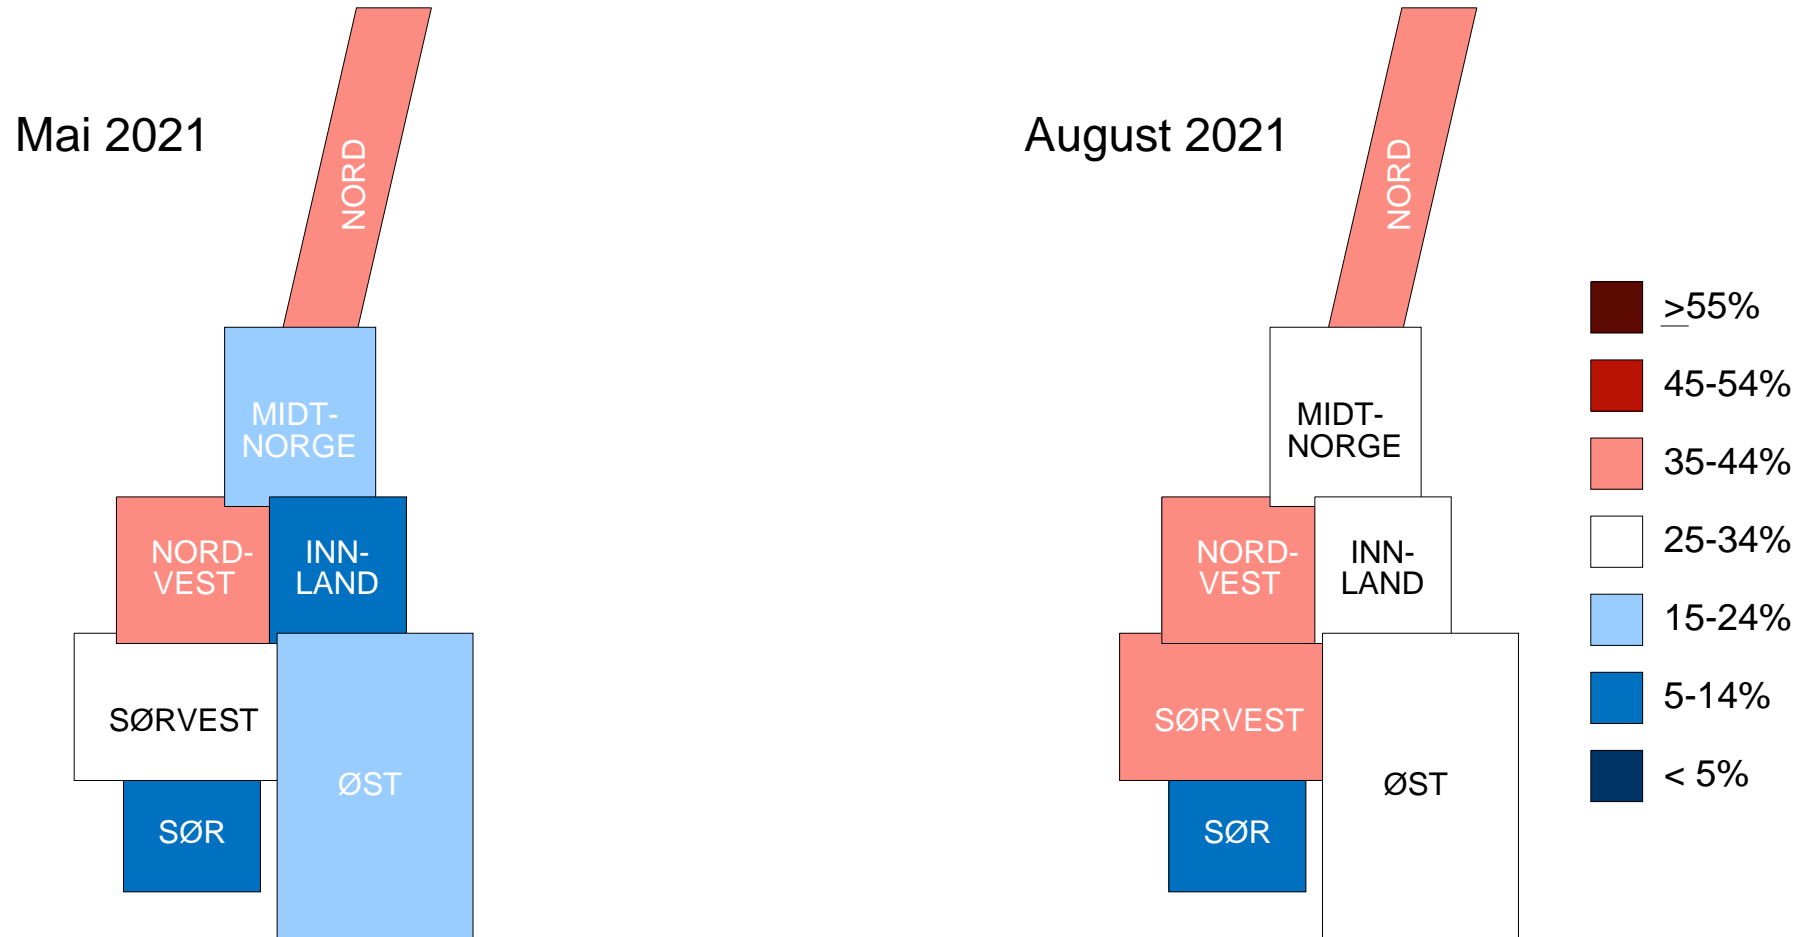 Mai 2021
NORD
MIDT-
NORGE
NORD-
VEST
INN-
LAND
SØRVEST
ØST
SØR
August 2021
NORD
MIDT-
NORGE
NORD-
VEST
INN-
LAND
SØRVEST
ØST
SØR
>55%
45-54%
35-44%
25-34%
15-24%
5-14%
< 5%